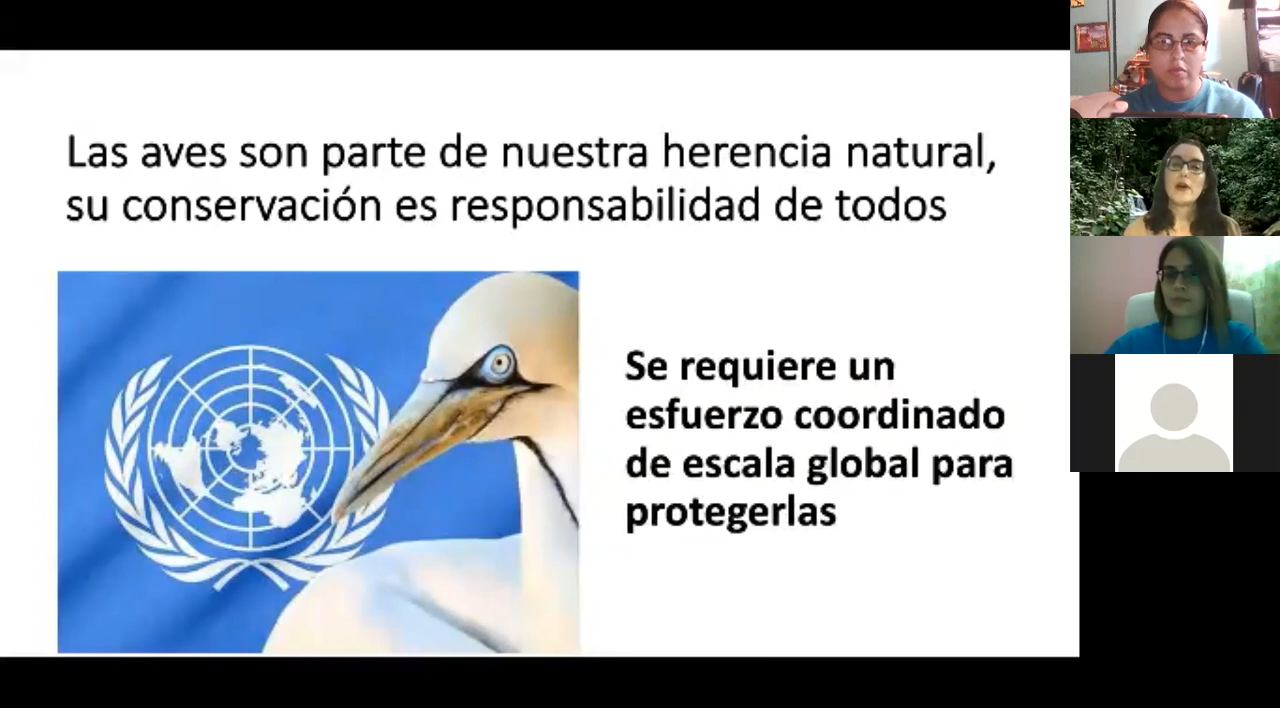 Las aves son parte de nuestra herencia natural,
su conservación es responsabilidad de todos
Se requiere un
esfuerzo coordinado
de escala global para
protegerlas